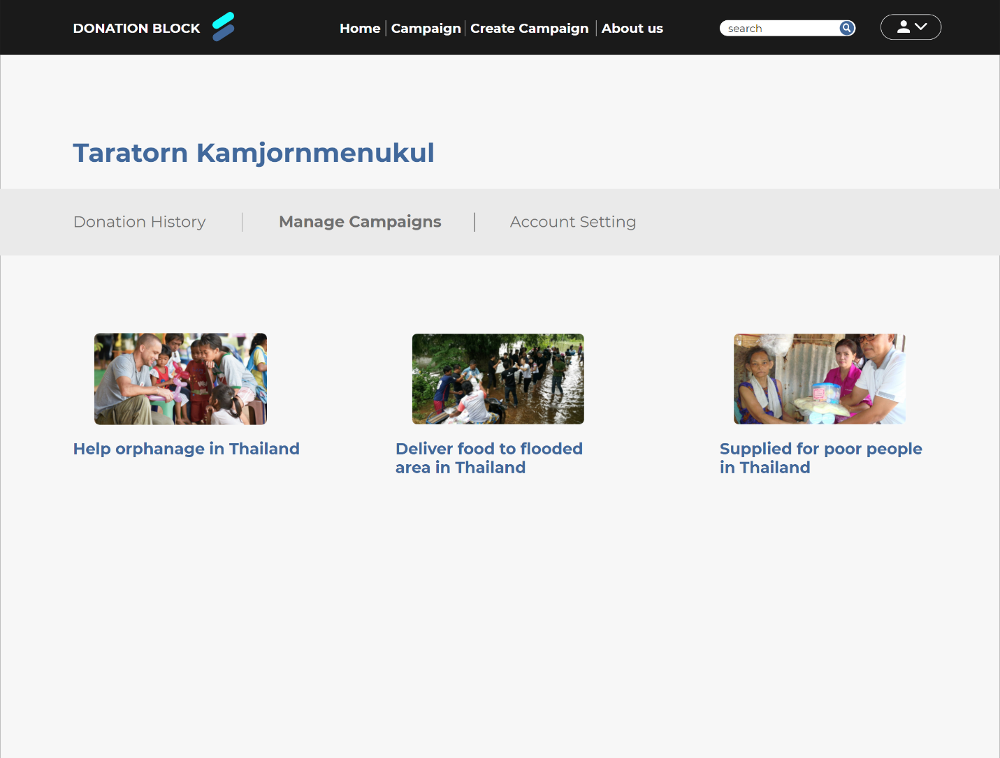 DONATION BLOCK
Home Campaign Create Campaign About us
search
Taratorn Kamjornmenukul
Donation History
Manage Campaigns
Account Setting
Help orphanage in Thailand
Deliver food to flooded
area in Thailand
Supplied for poor people
in Thailand